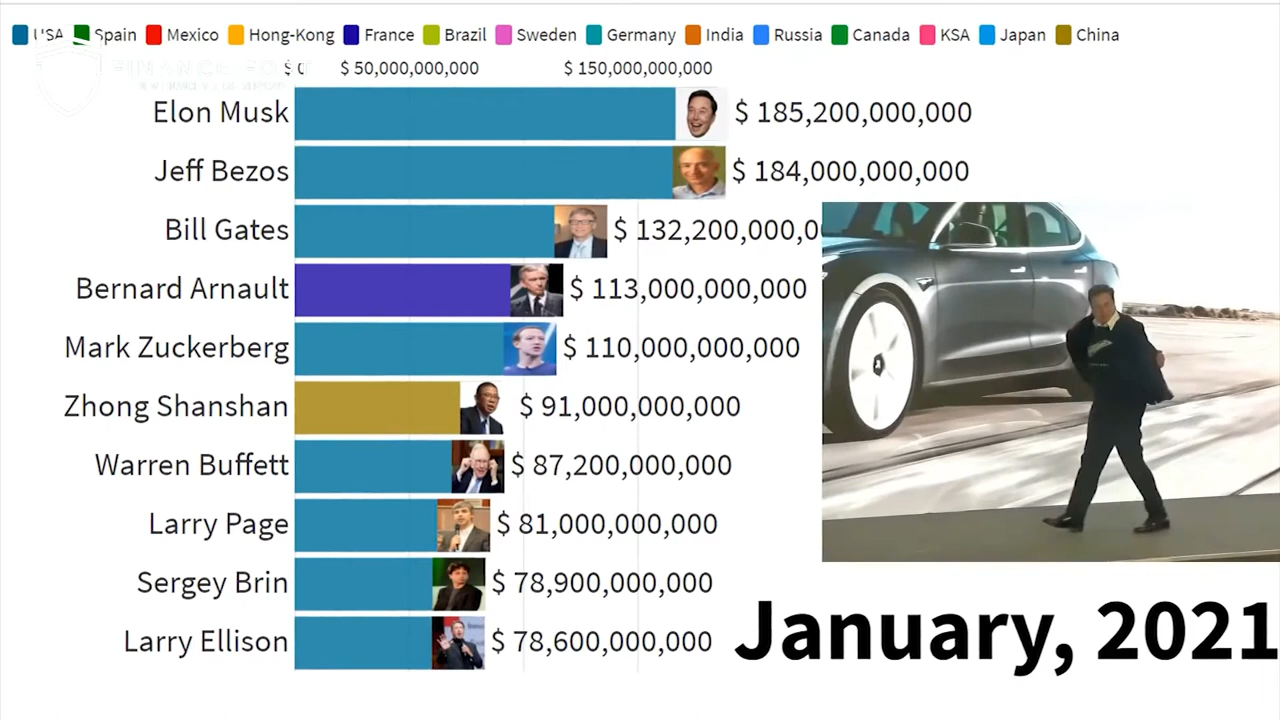 USA Spain Mexico Hong-Kong France Brazil Sweden Germany India Russia Canada KSA Japan China
$ 0 $ 50,000,000,000 $ 150,000,000,000
Elon Musk $ 185,200,000,000
Jeff Bezos $ 184,000,000,000
Bill Gates $ 132,200,000,0
Bernard Arnault $ 113,000,000,000
Mark Zuckerberg $ 110,000,000,000
Zhong Shanshan $ 91,000,000,000
Warren Buffett $ 87,200,000,000
Larry Page $ 81,000,000,000
Sergey Brin $ 78,900,000,000
Larry Ellison $ 78,600,000,000
January, 2021